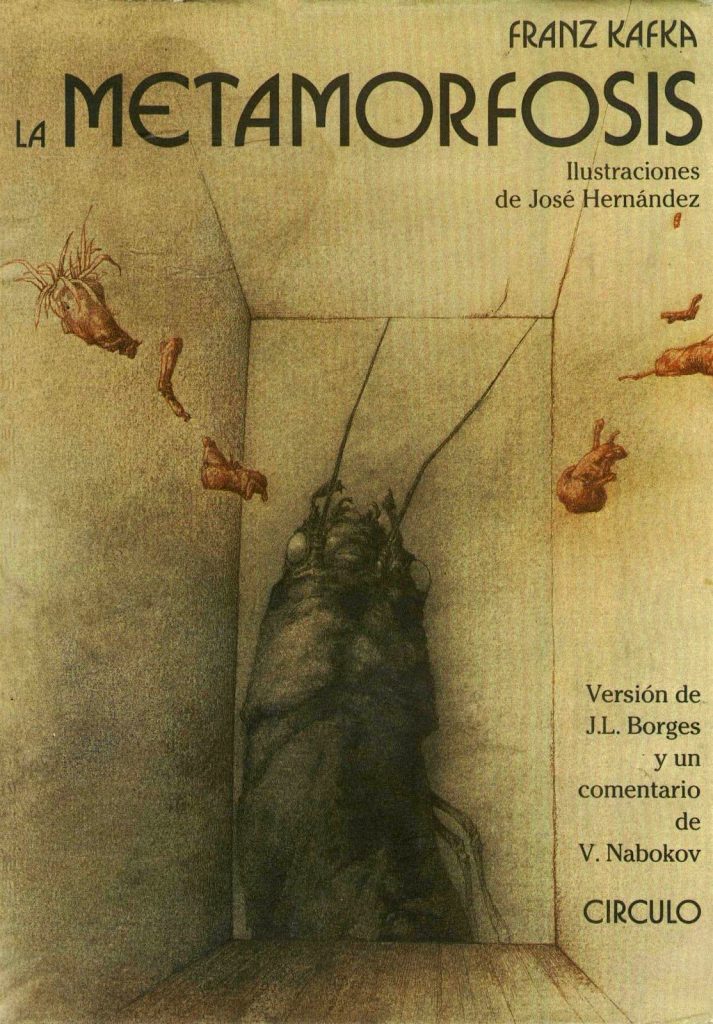 FRANZ KAFKA
LA METAMORFOSIS
Ilustraciones
de José Hernández
Versión de
J.L. Borges
y un
comentario
de
V. Nabokov
CIRCULO